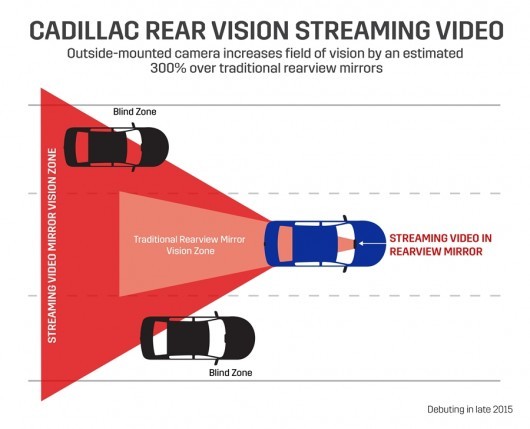 CADILLAC REAR VISION STREAMING VIDEO
Outside-mounted camera increases field of vision by an estimated
300% over traditional rearview mirrors
Blind Zone
STREAMING VIDEO MIRROR VISION ZONE
Traditional Rearview Mirror
Vision Zone
STREAMING VIDEO IN
REARVIEW MIRROR
Blind Zone
Debuting in late 2015